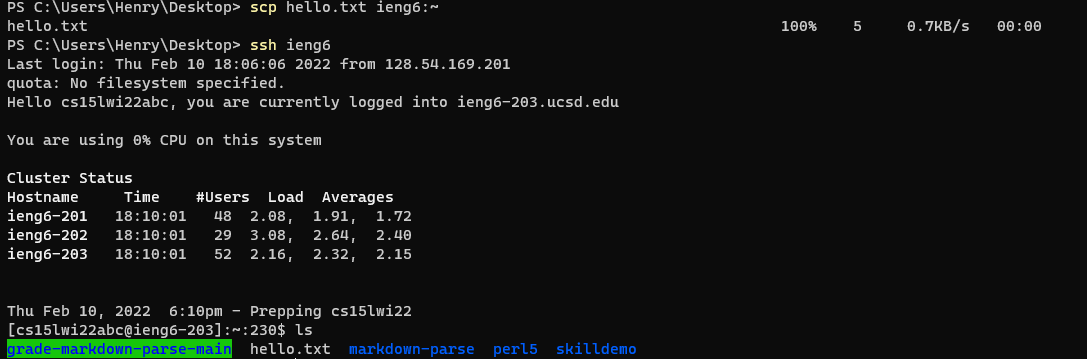 PS C:\Users\Henry\Desktop> scp hello.txt ieng6:~
hello.txt 100% 5 0.7KB/s 00:00
PS C:\Users\Henry\Desktop> ssh ieng6
Last login: Thu Feb 10 18:06:06 2022 from 128.54.169.201
quota: No filesystem specified.
Hello cs15lwi22abc, you are currently logged into ieng6-203.ucsd.edu
You are using 0% CPU on this system
Cluster Status
Hostname Time #Users Load Averages
ieng6-201 18:10:01 48 2.08, 1.91, 1.72
ieng6-202 18:10:01 29 3.08, 2.64, 2.40
ieng6-203 18:10:01 52 2.16, 2.32, 2.15
Thu Feb 10, 2022 6:10pm - Prepping cs15lwi22
[cs15lwi22abc@ieng6-203]:~:230$ ls
grade-markdown-parse-main hello.txt markdown-parse perl5 skilldemo